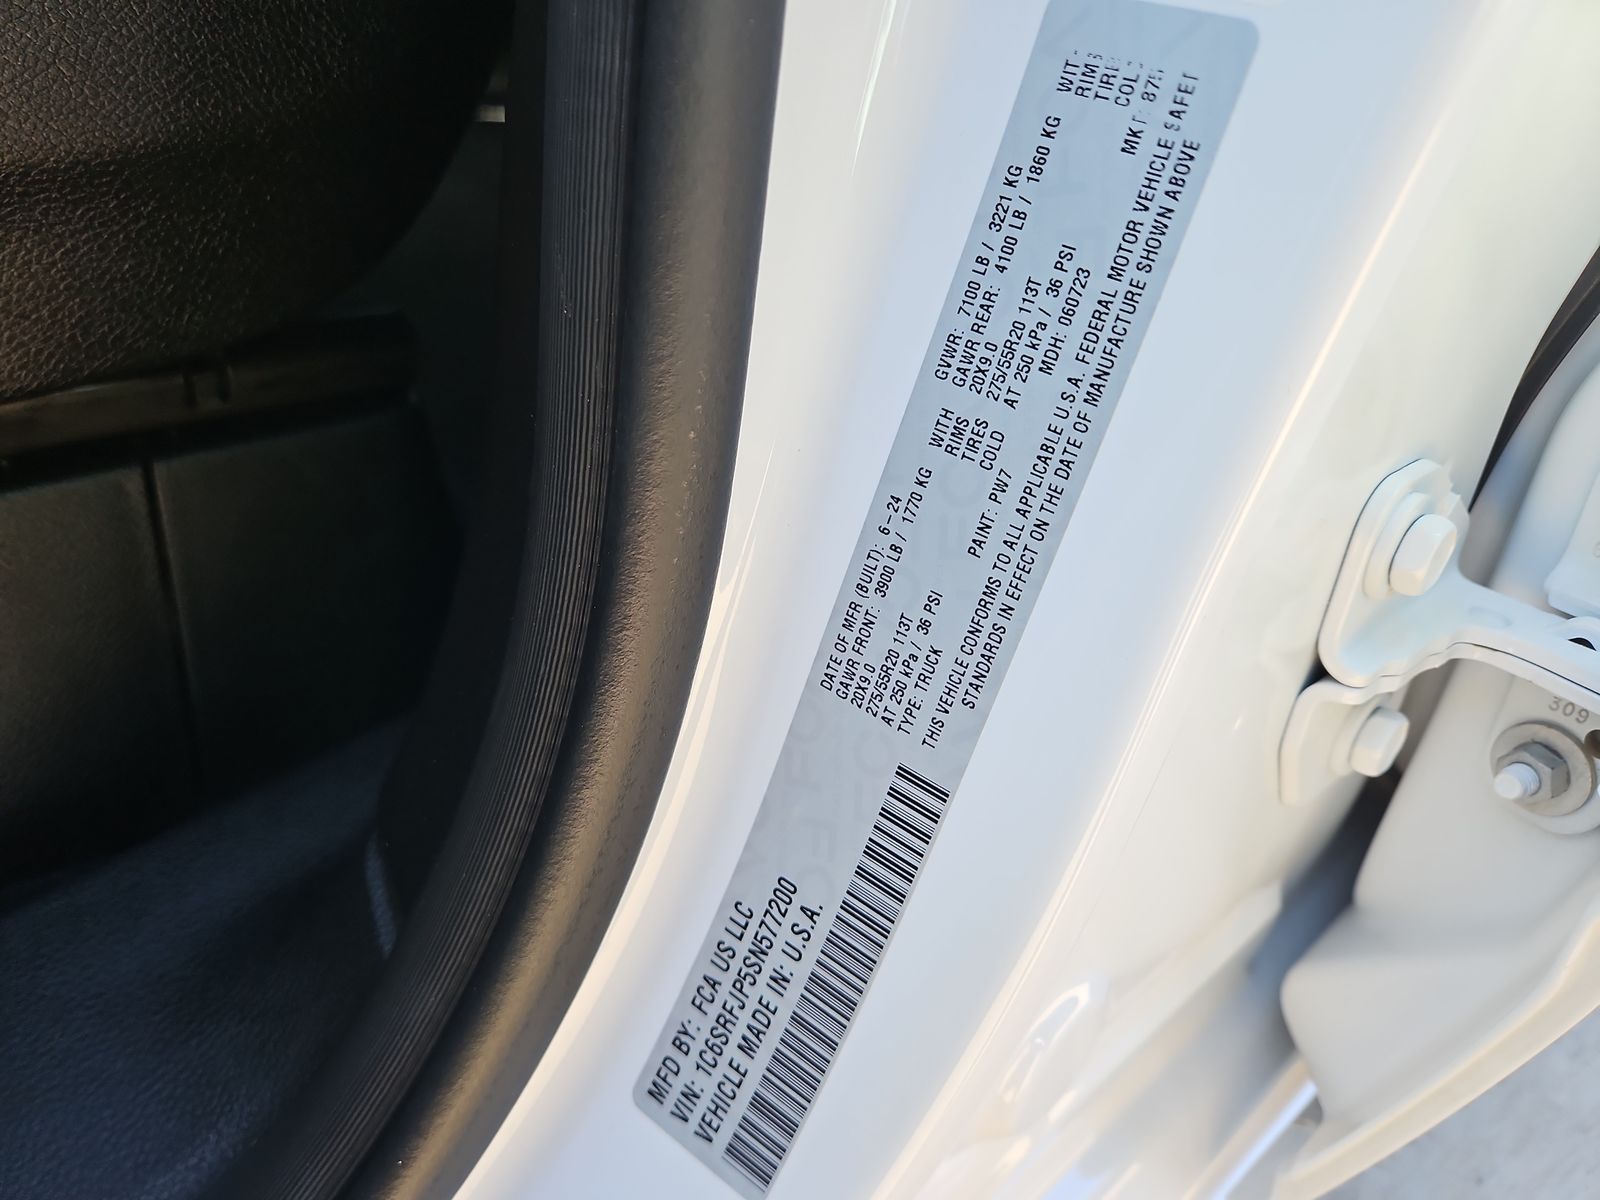 MFD BY: FCA US LLC
VIN: 1C6SRFJP5SN577200
VEHICLE MADE IN: U.S.A.
DATE OF MFR (BUILT): 6-24 GVWR: 7100 LB / 3221 KG
GAWR FRONT: 3900 LB / 1770 KG WITH GAWR REAR: 4100 LB / 1860 KG
20X9.0 RIMS 20X9.0
275/55R20 113T TIRES 275/55R20 113T
AT 250 kPa / 36 PSI COLD AT 250 kPa / 36 PSI
TYPE: TRUCK PAINT: PW7 MDH: 060723 MKT:
THIS VEHICLE CONFORMS TO ALL APPLICABLE U.S.A. FEDERAL MOTOR VEHICLE SAFET
STANDARDS IN EFFECT ON THE DATE OF MANUFACTURE SHOWN ABOVE
309